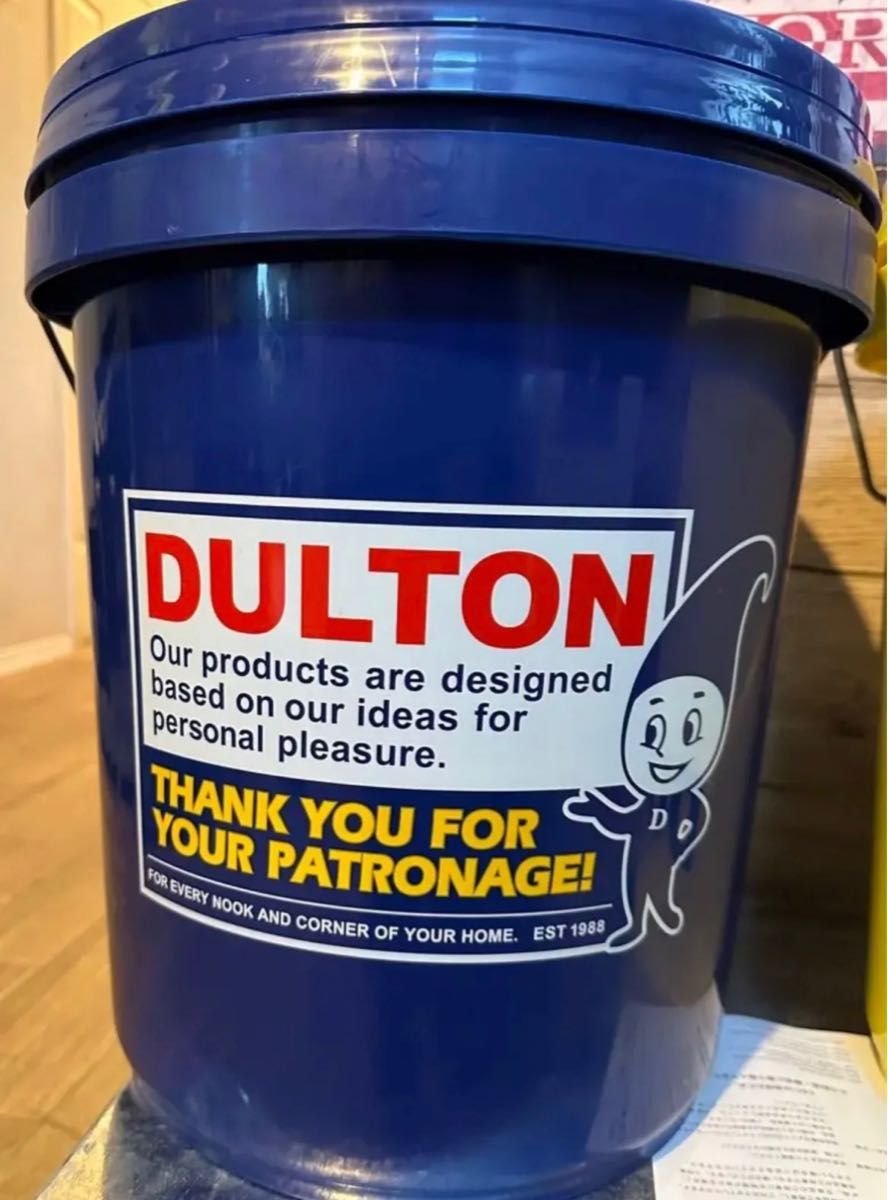 OR
DULTON
Our products are designed
based on our ideas for
personal pleasure.
THANK YOU FOR
YOUR PATRONAGE!
FOR EVERY NOOK AND CORNER OF YOUR HOME. EST 1988
D